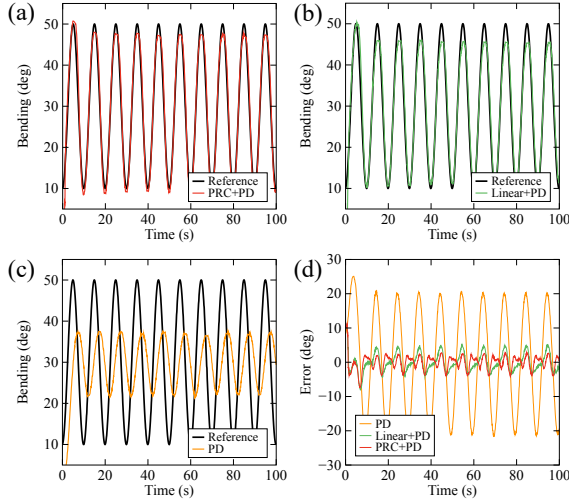 (a)
50
40
30
20
10
Bending (deg)
Reference
PRC+PD
0 20 40 60 80 100
Time (s)
(b)
50
40
30
20
10
Bending (deg)
Reference
Linear+PD
0 20 40 60 80 100
Time (s)
(c)
50
40
30
20
10
Bending (deg)
Reference
PD
0 20 40 60 80 100
Time (s)
(d)
30
20
10
0
−10
−20
−30
Error (deg)
PD
Linear+PD
PRC+PD
0 20 40 60 80 100
Time (s)